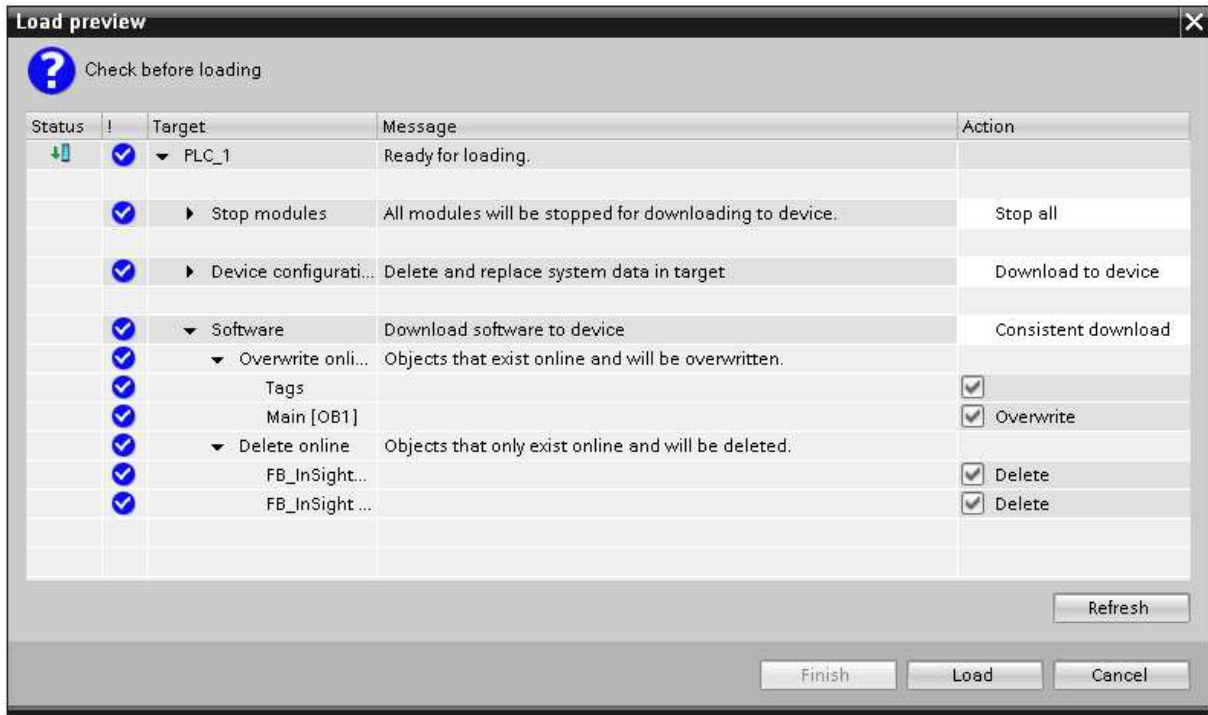 Load preview
Check before loading
Status ! Target Message Action
PLC_1 Ready for loading.
Stop modules All modules will be stopped for downloading to device. Stop all
Device configurati... Delete and replace system data in target Download to device
Software Download software to device Consistent download
Overwrite onli... Objects that exist online and will be overwritten.
Tags
Main [OB1] Overwrite
Delete online Objects that only exist online and will be deleted.
FB_InSight... Delete
FB_InSight ... Delete
Refresh
Finish Load Cancel